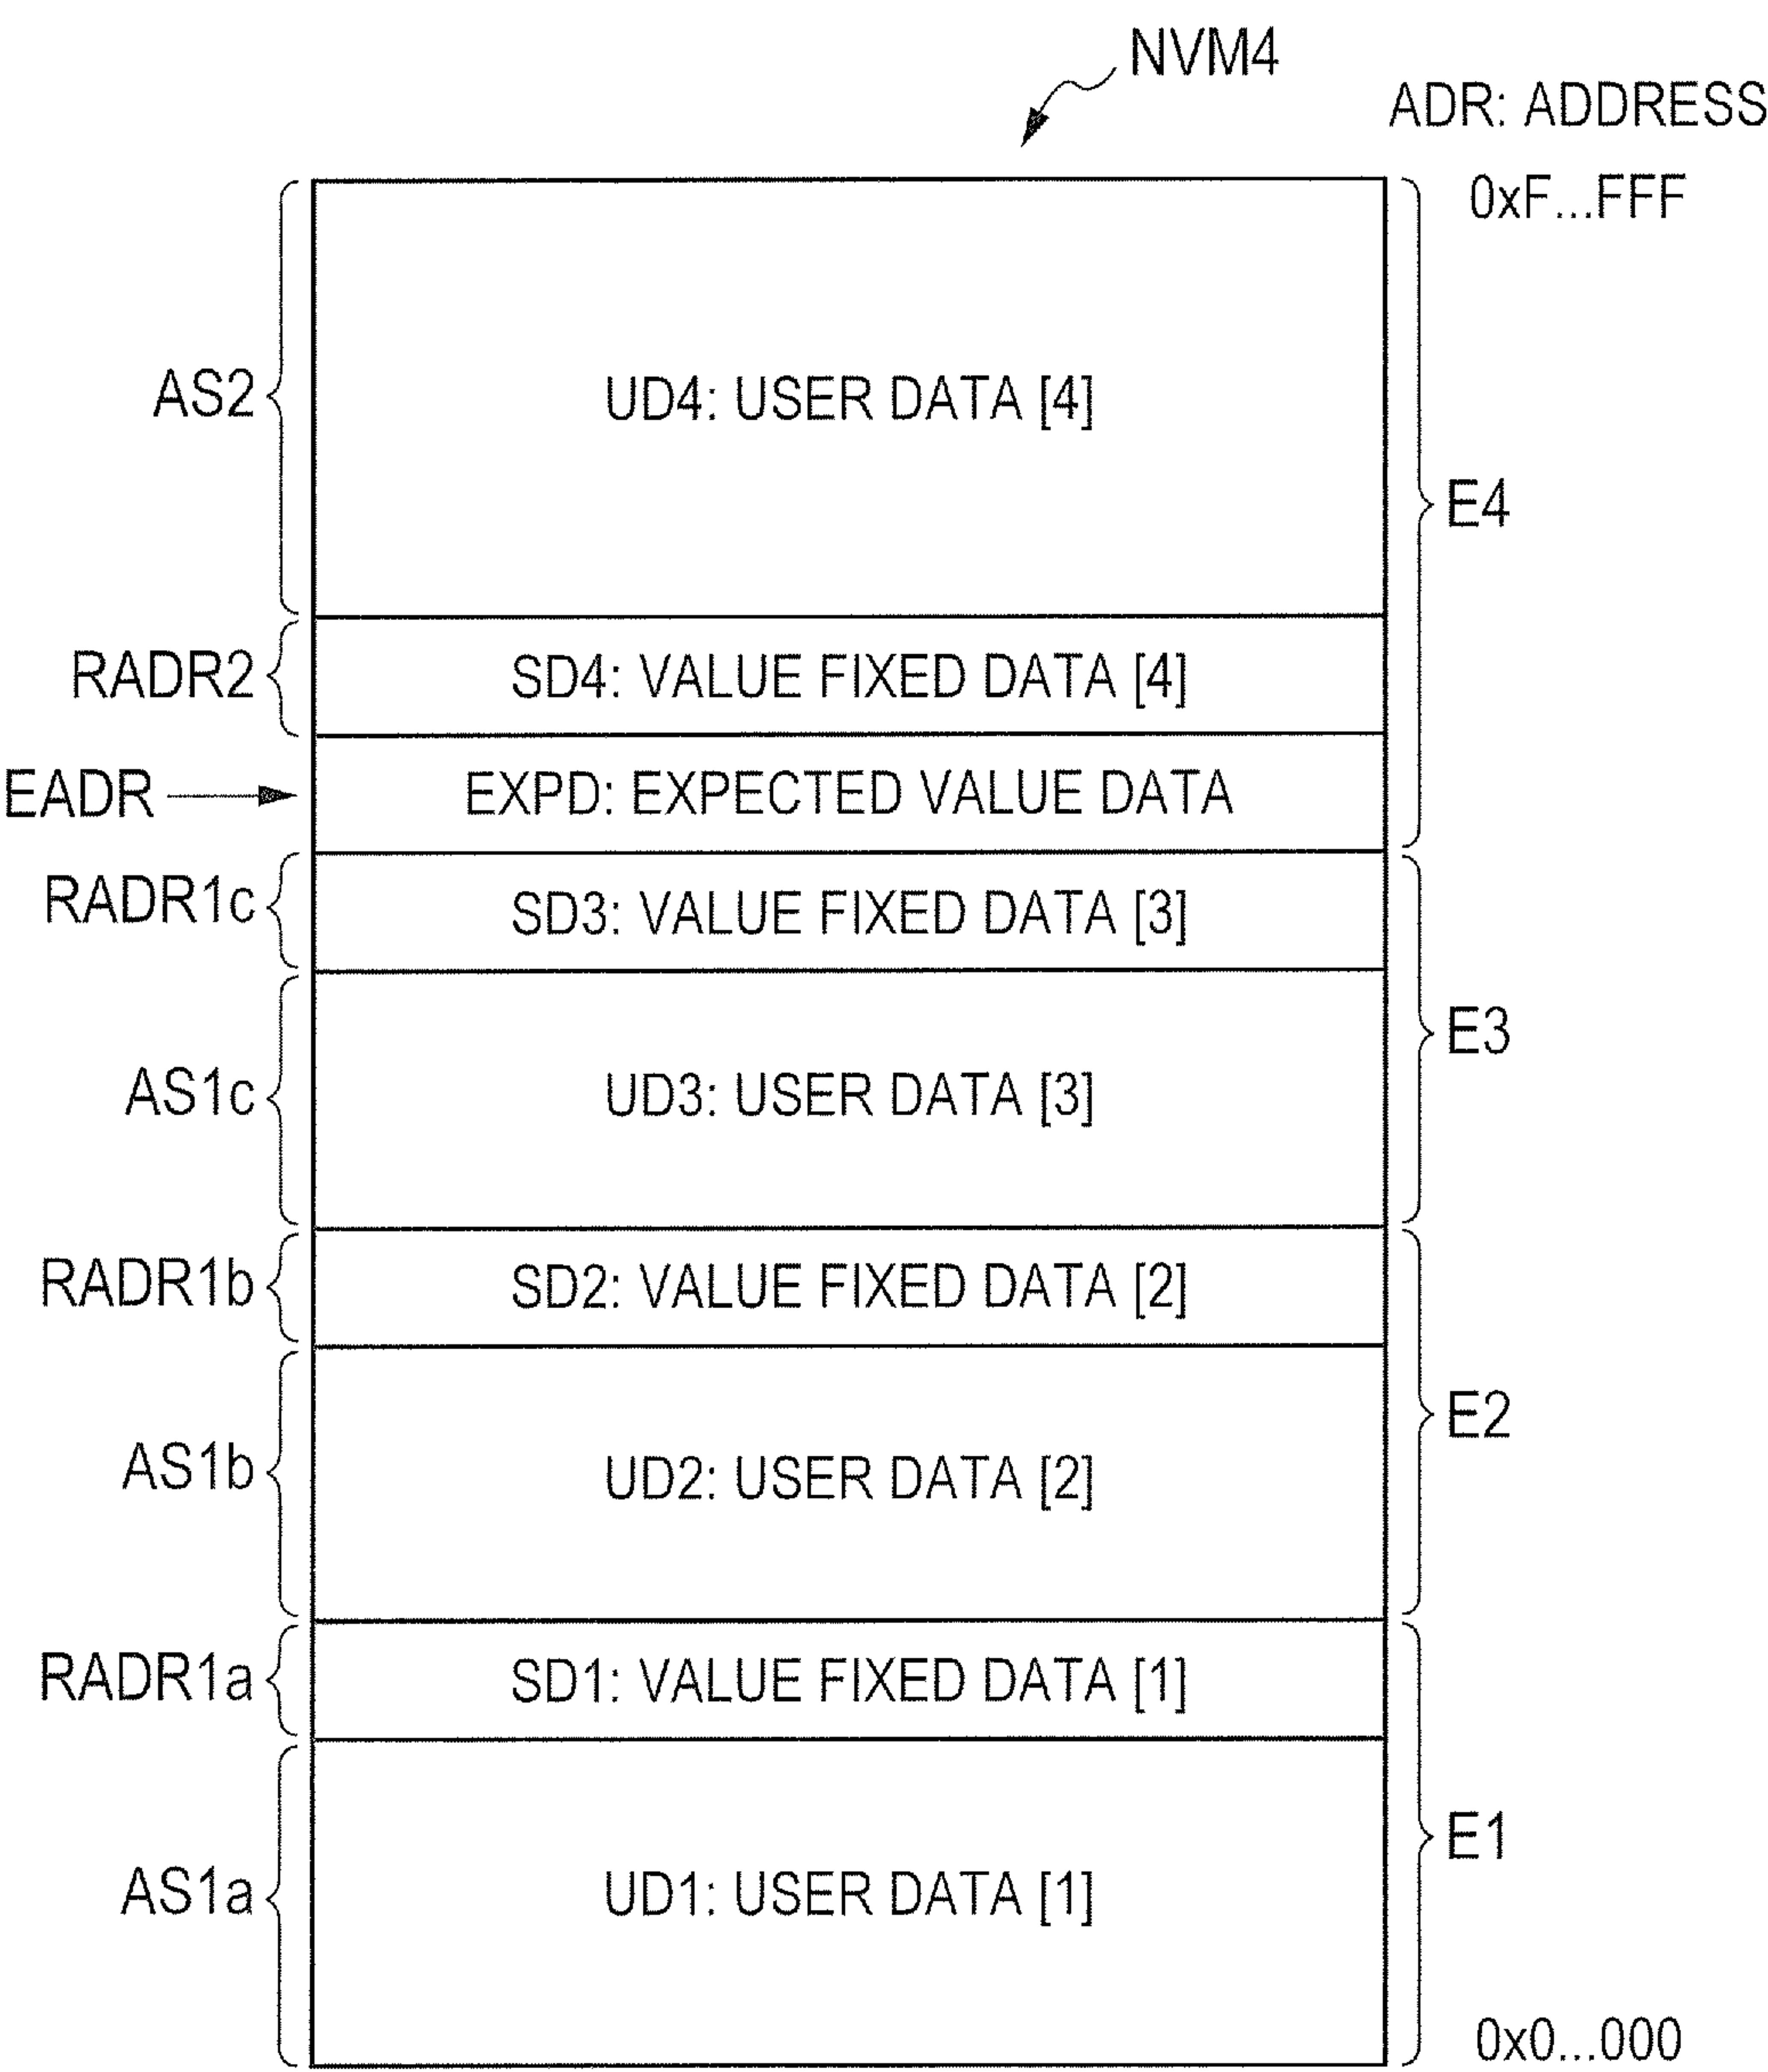 NVM4
ADR: ADDRESS
0xF...FFF
AS2
UD4: USER DATA [4]
E4
RADR2
SD4: VALUE FIXED DATA [4]
EADR
EXPD: EXPECTED VALUE DATA
RADR1c
SD3: VALUE FIXED DATA [3]
E3
AS1c
UD3: USER DATA [3]
RADR1b
SD2: VALUE FIXED DATA [2]
E2
AS1b
UD2: USER DATA [2]
RADR1a
SD1: VALUE FIXED DATA [1]
E1
AS1a
UD1: USER DATA [1]
0x0...000